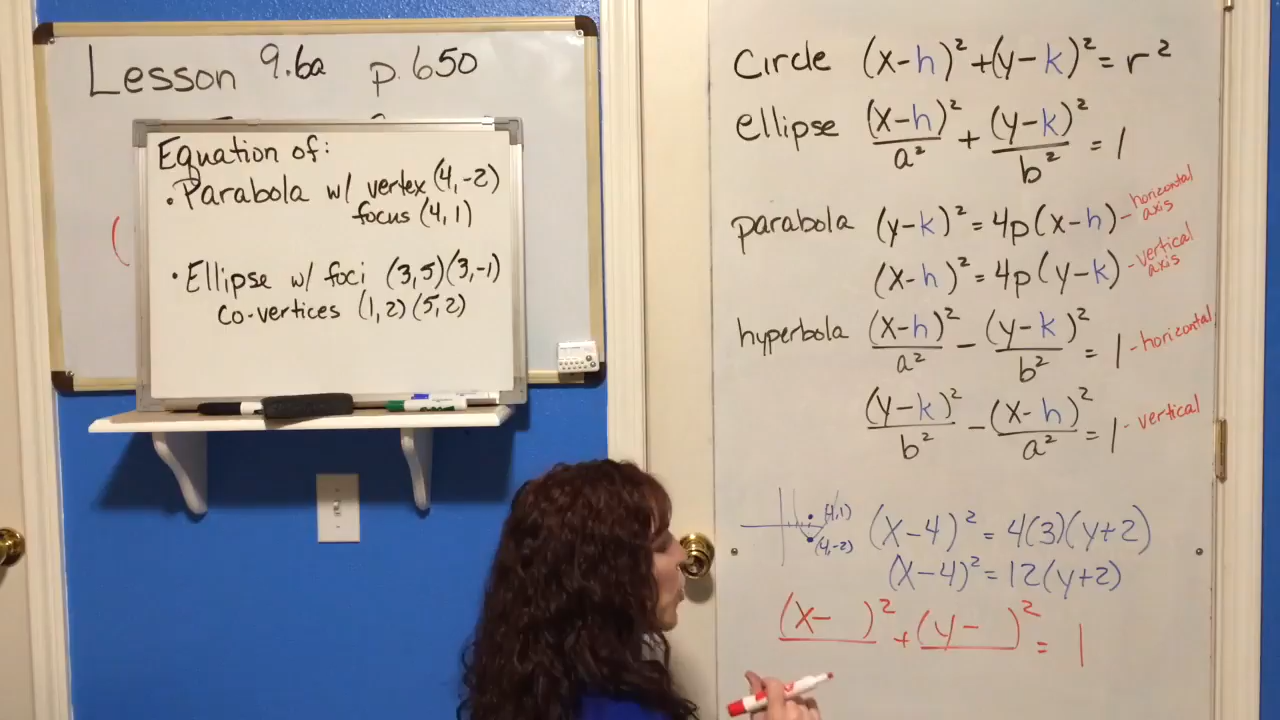 Lesson 9.6a p.650
Equation of:
• Parabola w/ vertex (4,-2)
focus (4,1)
• Ellipse w/ foci (3,5)(3,-1)
co-vertices (1,2)(5,2)
Circle (x-h)²+(y-k)²=r²
ellipse (x-h)²/a² + (y-k)²/b² = 1
parabola (y-k)²=4p(x-h) - horizontal axis
(x-h)²=4p(y-k) - vertical axis
hyperbola (x-h)²/a² - (y-k)²/b² = 1 - horizontal
(y-k)²/b² - (x-h)²/a² = 1 - vertical
(4,1)
(4,-2)
(x-4)² = 4(3)(y+2)
(x-4)²=12(y+2)
(x- )² + (y- )² = 1